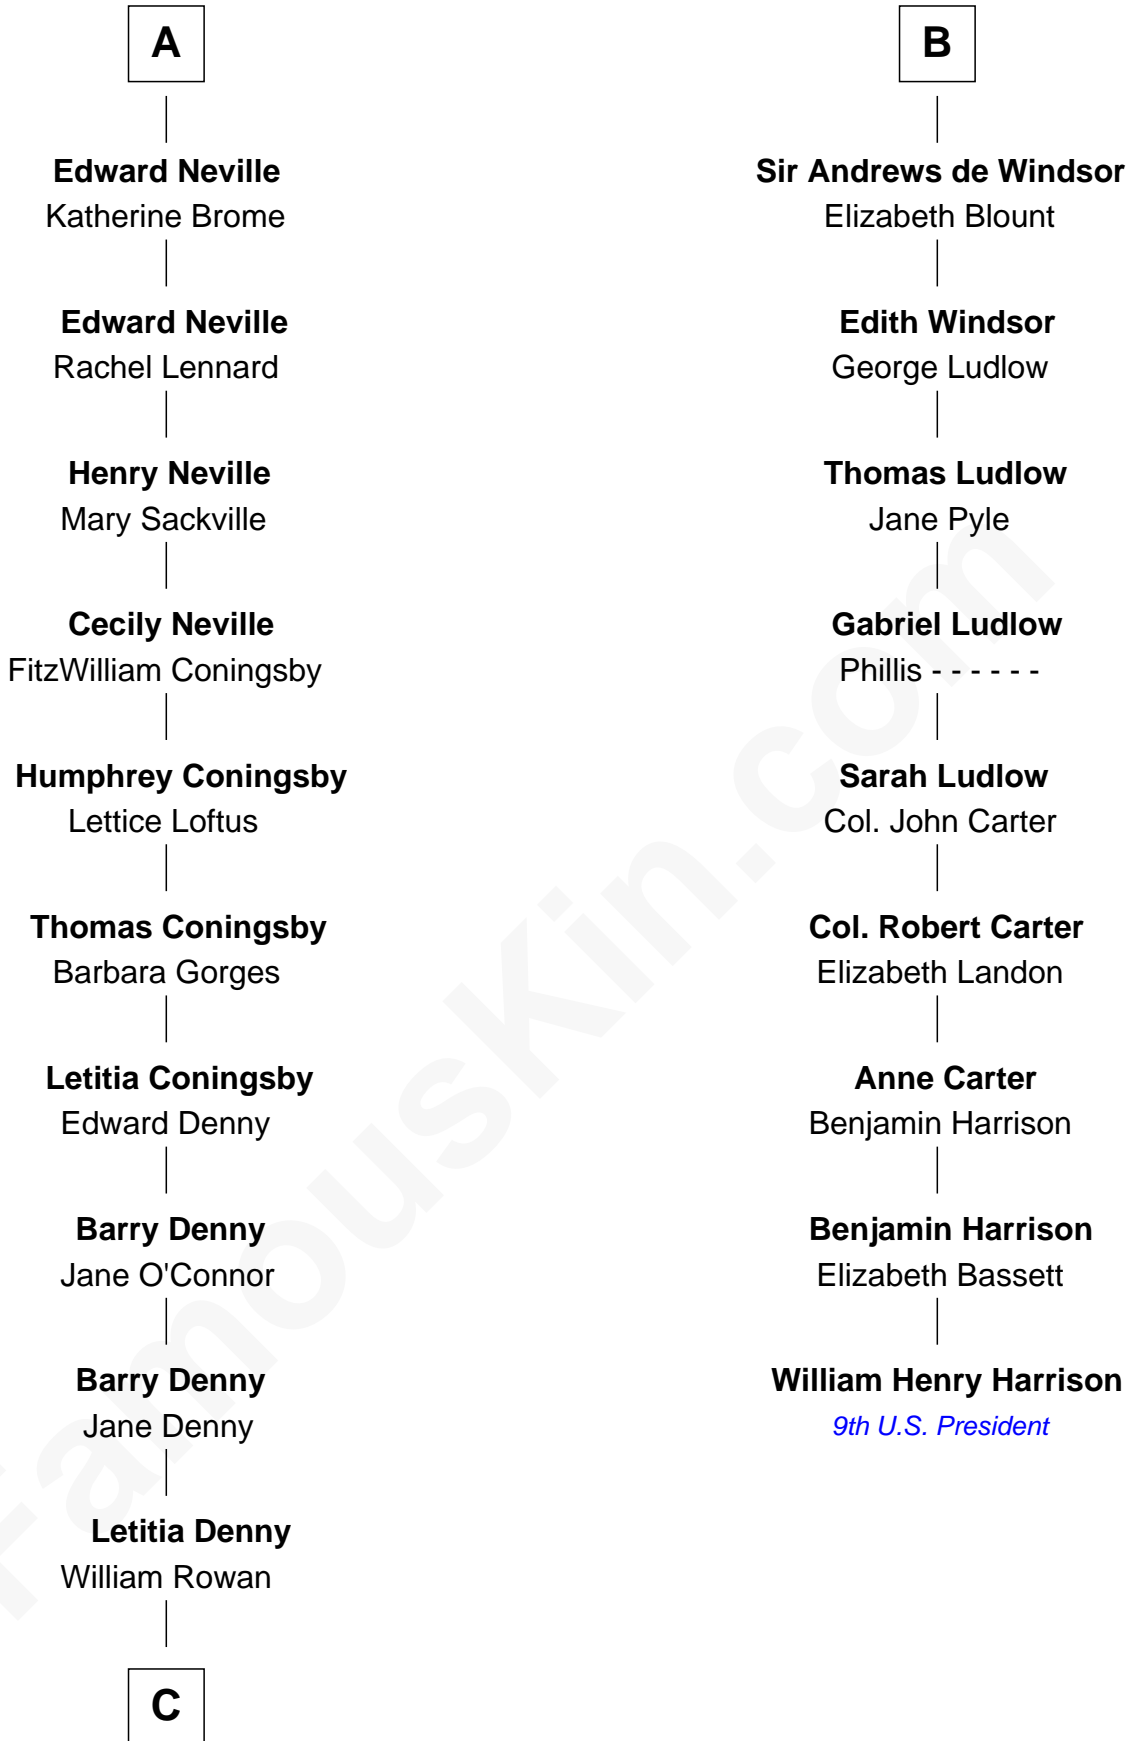 A
Edward Neville
Katherine Brome
Edward Neville
Rachel Lennard
Henry Neville
Mary Sackville
Cecily Neville
FitzWilliam Coningsby
Humphrey Coningsby
Lettice Loftus
Thomas Coningsby
Barbara Gorges
Letitia Coningsby
Edward Denny
Barry Denny
Jane O'Connor
Barry Denny
Jane Denny
Letitia Denny
William Rowan
C
B
Sir Andrews de Windsor
Elizabeth Blount
Edith Windsor
George Ludlow
Thomas Ludlow
Jane Pyle
Gabriel Ludlow
Phillis - - - - - -
Sarah Ludlow
Col. John Carter
Col. Robert Carter
Elizabeth Landon
Anne Carter
Benjamin Harrison
Benjamin Harrison
Elizabeth Bassett
William Henry Harrison
9th U.S. President
FamousKin.com